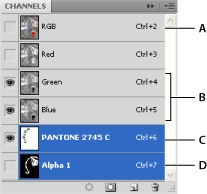 CHANNELS
RGB Ctrl+2 A
Red Ctrl+3
Green Ctrl+4
B
Blue Ctrl+5
PANTONE 2745 C Ctrl+6 C
Alpha 1 Ctrl+7 D